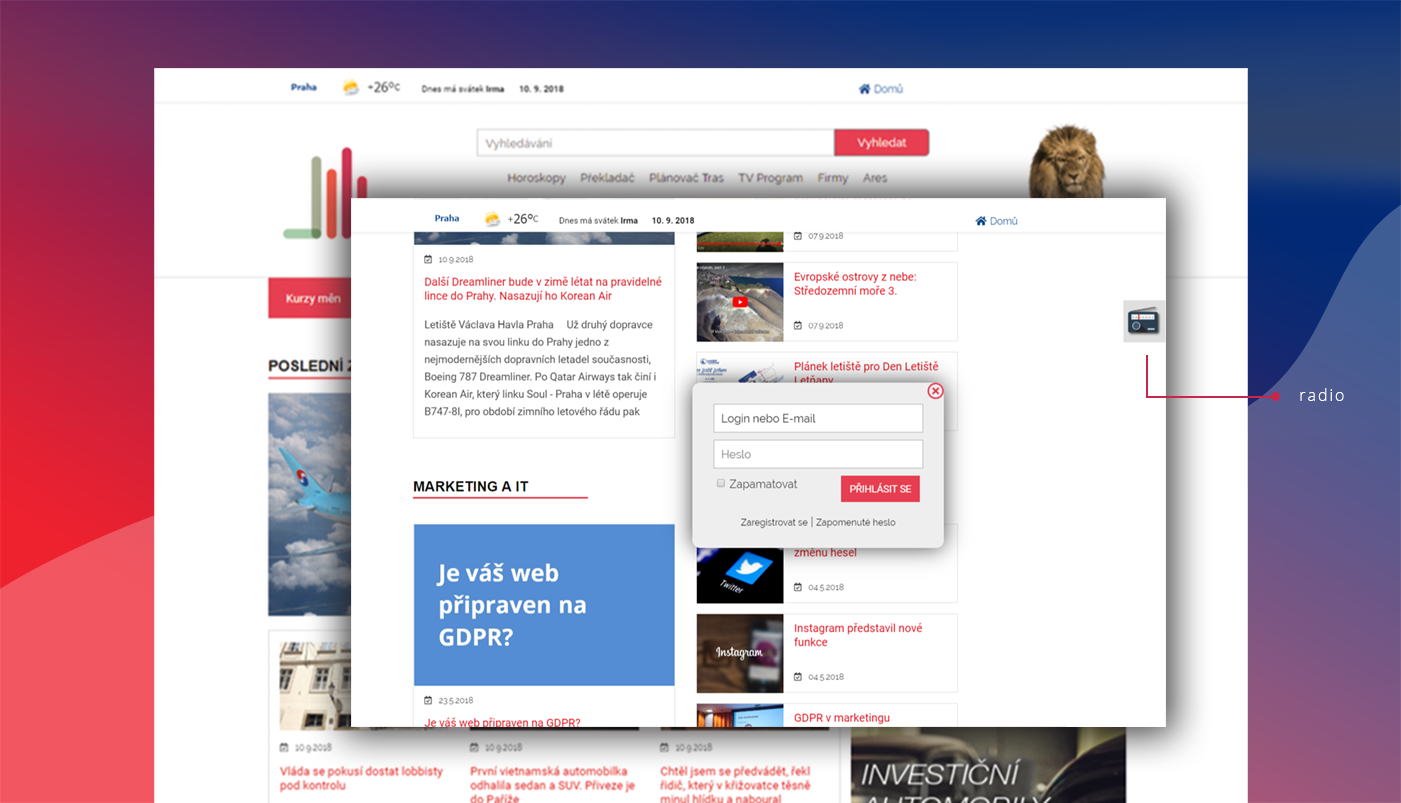 Praha +26°C Dnes má svátek Irma 10. 9. 2018 Domů
Vyhledávání Vyhledat
Horoskopy Překladač Plánovač Tras TV Program Firmy Ares
Kurzy měn
POSLEDNÍ
Praha +26°C Dnes má svátek Irma 10. 9. 2018 Domů
10.9.2018
Další Dreamliner bude v zimě létat na pravidelné
lince do Prahy. Nasazují ho Korean Air
Letiště Václava Havla Praha Už druhý dopravce
nasazuje na svou linku do Prahy jedno z
nejmodernějších dopravních letadel současnosti,
Boeing 787 Dreamliner. Po Qatar Airways tak činí i
Korean Air, který linku Soul - Praha v létě operuje
B747-8I, pro období zimního letového řádu pak
MARKETING A IT
Je váš web
připraven na
GDPR?
23.5.2018
Je váš web připraven na GDPR?
07.9.2018
Evropské ostrovy z nebe:
Středozemní moře 3.
07.9.2018
Plánek letiště pro Den Letiště
Letňany
Login nebo E-mail
Heslo
Zapamatovat PŘIHLÁSIT SE
Zaregistrovat se | Zapomenuté heslo
Twitter
změnu hesel
04.5.2018
Instagram
Instagram představil nové
funkce
04.5.2018
GDPR v marketingu
radio
10.9.2018
Vláda se pokusí dostat lobbisty
pod kontrolu
10.9.2018
První vietnamská automobilka
odhalila sedan a SUV. Přiveze je
do Paříže
10.9.2018
Chtěl jsem se předvádět, řekl
řidič, který v křižovatce těsně
minul hlídku a naboural
INVESTIČNÍ
AUTOMOBILY